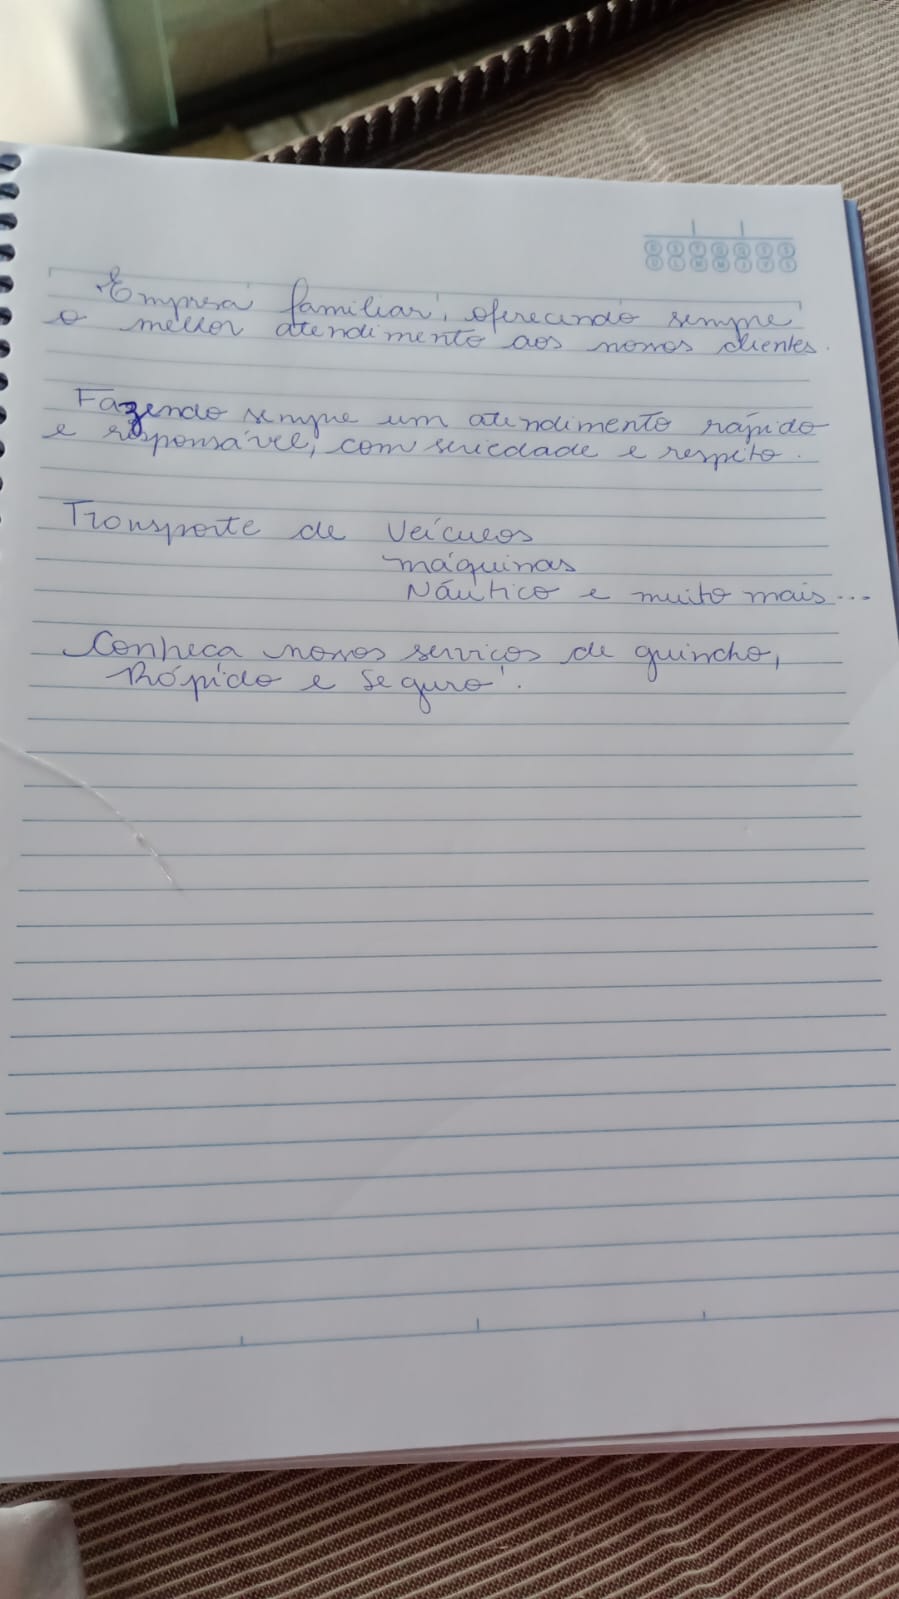 Empresa familiar, oferecendo sempre
o melhor atendimento aos nossos clientes.
Fazendo sempre um atendimento rápido
e responsável, com seriedade e respeito.
Transporte de Veículos
máquinas
Náutico e muito mais...
Conheça nossos serviços de guincho,
Rápido e Seguro!.